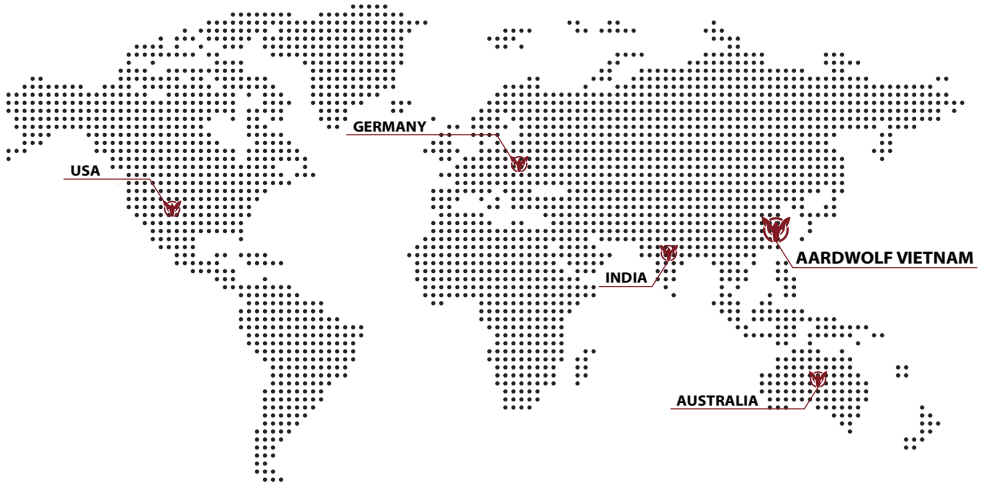 GERMANY
USA
AARDWOLF VIETNAM
INDIA
AUSTRALIA